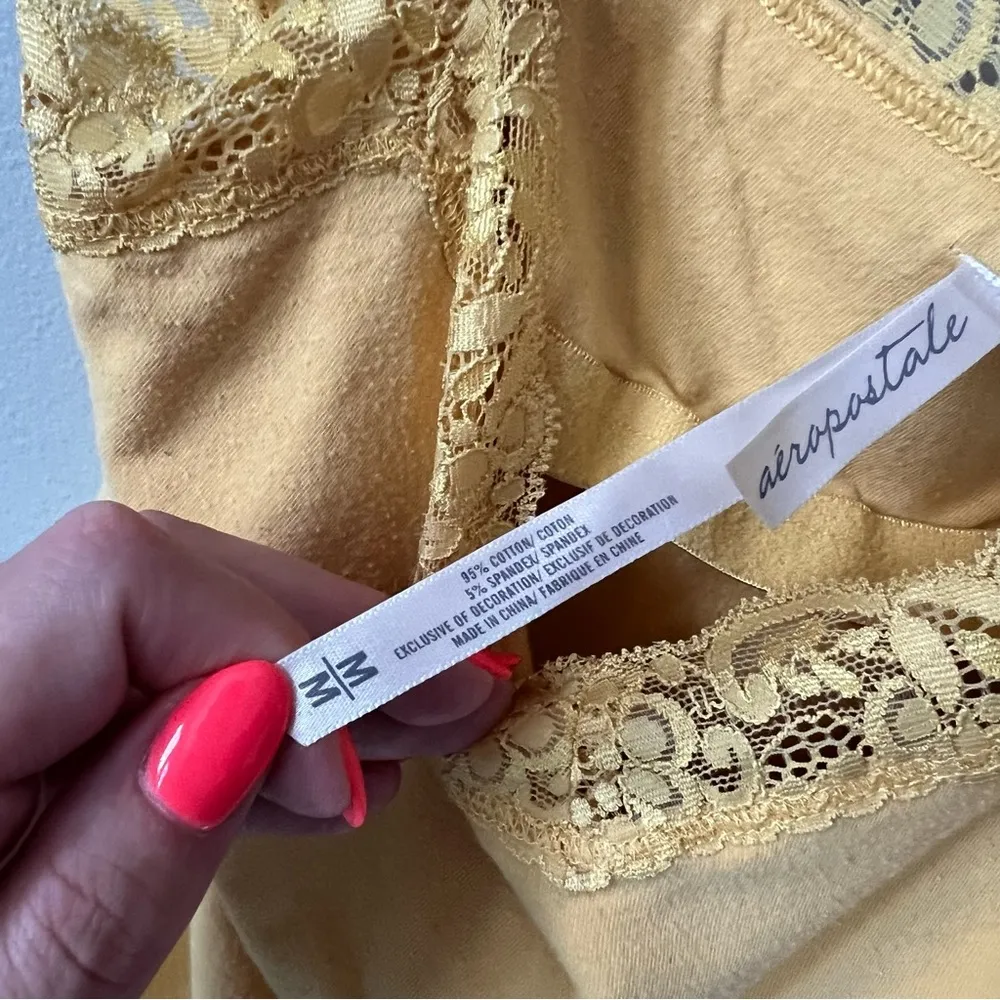 aéropostale
95% COTTON/ COTON
5% SPANDEX/ SPANDEX
EXCLUSIVE OF DECORATION/ EXCLUSIF DE DECORATION
MADE IN CHINA/ FABRIQUE EN CHINE
M|M